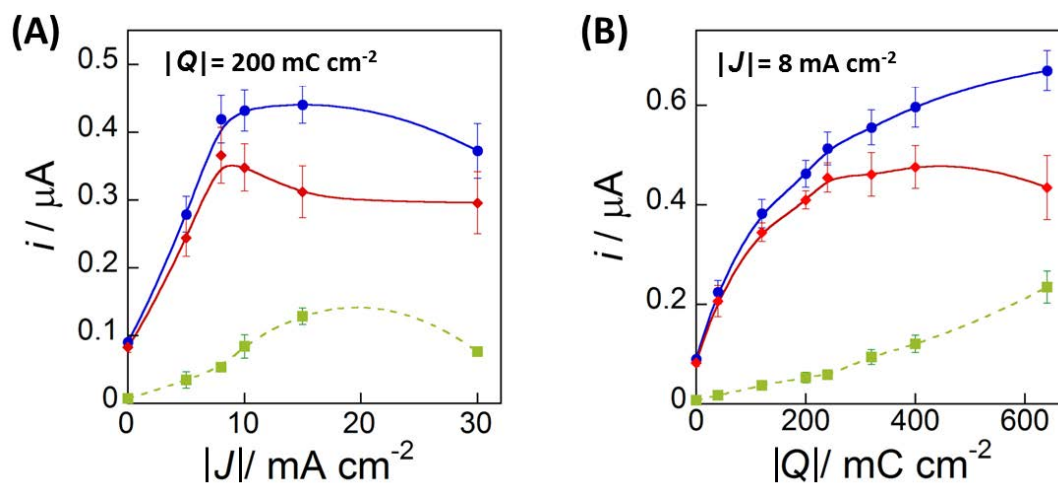 (A)
|Q| = 200 mC cm⁻²
i / μA
0.5
0.4
0.3
0.2
0.1
0
0
10
20
30
|J|/ mA cm⁻²
(B)
|J| = 8 mA cm⁻²
i / μA
0.6
0.4
0.2
0
0
200
400
600
|Q|/ mC cm⁻²